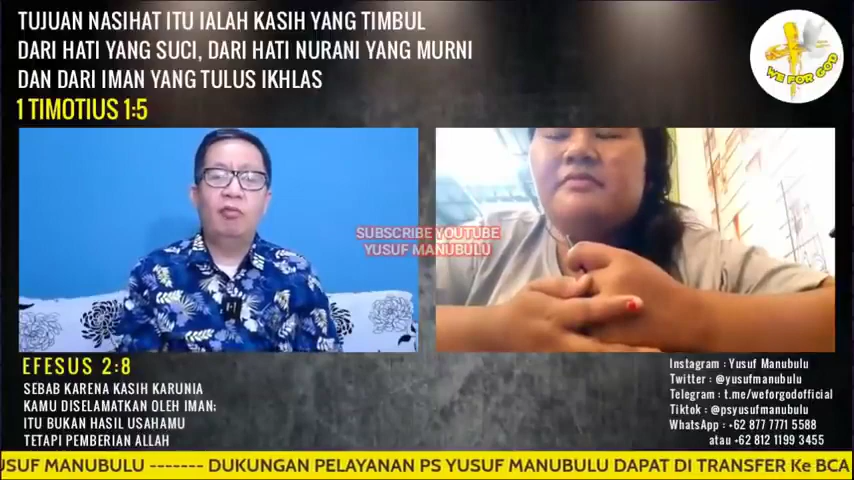 TUJUAN NASIHAT ITU IALAH KASIH YANG TIMBUL
DARI HATI YANG SUCI, DARI HATI NURANI YANG MURNI
DAN DARI IMAN YANG TULUS IKHLAS
1 TIMOTIUS 1:5
WE FOR GOD
SUBSCRIBE YOUTUBE
YUSUF MANUBULU
EFESUS 2:8
SEBAB KARENA KASIH KARUNIA
KAMU DISELAMATKAN OLEH IMAN;
ITU BUKAN HASIL USAHAMU
TETAPI PEMBERIAN ALLAH
Instagram : Yusuf Manubulu
Twitter : @yusufmanubulu
Telegram : t.me/weforgodofficial
Tiktok : @psyusufmanubulu
WhatsApp : +62 877 7771 5588
atau +62 812 1199 3455
USUF MANUBULU ------- DUKUNGAN PELAYANAN PS YUSUF MANUBULU DAPAT DI TRANSFER Ke BCA